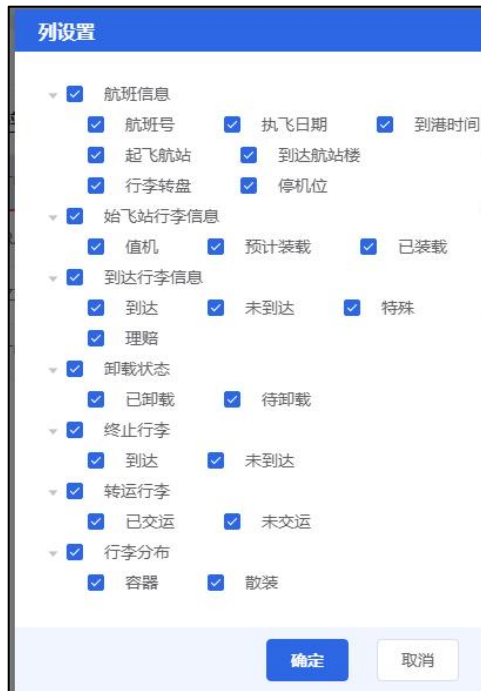 列设置
航班信息
航班号 执飞日期 到港时间
起飞航站 到达航站楼
行李转盘 停机位
始飞站行李信息
值机 预计装载 已装载
到达行李信息
到达 未到达 特殊
理赔
卸载状态
已卸载 待卸载
终止行李
到达 未到达
转运行李
已交运 未交运
行李分布
容器 散装
确定 取消